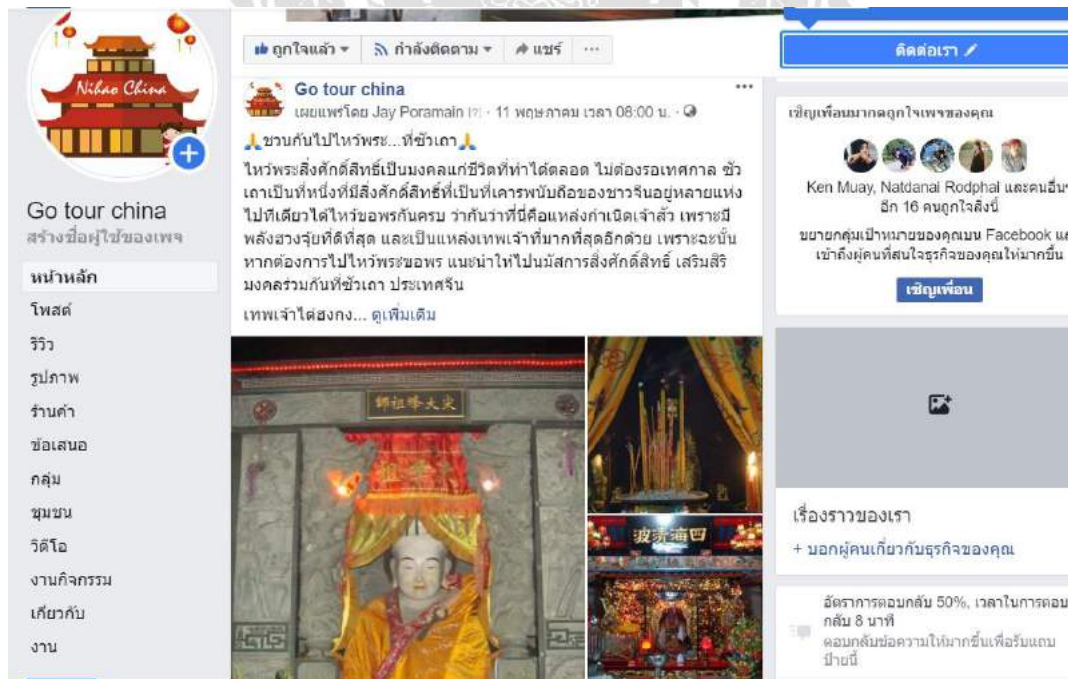 Nihao China
Go tour china
สร้างชื่อผู้ใช้ของเพจ
หน้าหลัก
โพสต์
รีวิว
รูปภาพ
ร้านค้า
ข้อเสนอ
กลุ่ม
ชุมชน
วิดีโอ
งานกิจกรรม
เกี่ยวกับ
งาน
ถูกใจแล้ว
กำลังติดตาม
แชร์
Go tour china
เผยแพร่โดย Jay Poramain [?] · 11 พฤษภาคม เวลา 08:00 น. ·
🙏ชวนกันไปไหว้พระ...ที่ซัวเถา🙏
ไหว้พระสิ่งศักดิ์สิทธิ์เป็นมงคลแก่ชีวิตที่ทำได้ตลอด ไม่ต้องรอเทศกาล ซัว
เถาเป็นที่หนึ่งที่มีสิ่งศักดิ์สิทธิ์ที่เป็นที่เคารพนับถือของชาวจีนอยู่หลายแห่ง
ไปทีเดียวได้ไหว้ขอพรกันครบ ว่ากันว่าที่นี่คือแหล่งกำเนิดเจ้าสัว เพราะมี
พลังฮวงจุ้ยที่ดีที่สุด และเป็นแหล่งเทพเจ้าที่มากที่สุดอีกด้วย เพราะฉะนั้น
หากต้องการไปไหว้พระขอพร แนะนำให้ไปนมัสการสิ่งศักดิ์สิทธิ์ เสริมสิริ
มงคลร่วมกันที่ซัวเถา ประเทศจีน
เทพเจ้าไต่ฮงกง... ดูเพิ่มเติม
師祖峰大宋
波清海四
ติดต่อเรา
เชิญเพื่อนมากดถูกใจเพจของคุณ
Ken Muay, Natdanai Rodphai และคนอื่นๆ
อีก 16 คนถูกใจสิ่งนี้
ขยายกลุ่มเป้าหมายของคุณบน Facebook และ
เข้าถึงผู้คนที่สนใจธุรกิจของคุณให้มากขึ้น
เชิญเพื่อน
เรื่องราวของเรา
+ บอกผู้คนเกี่ยวกับธุรกิจของคุณ
อัตราการตอบกลับ 50%, เวลาในการตอบ
กลับ 8 นาที
ตอบกลับข้อความให้มากขึ้นเพื่อรับแถบ
ป้ายนี้